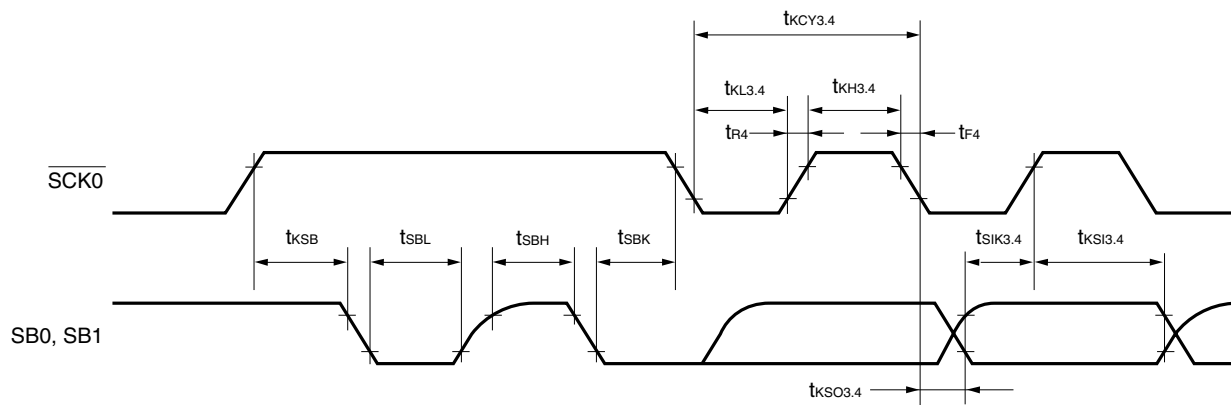 tKCY3.4
tKL3.4 tKH3.4
tR4 tF4
SCK0
tKSB tSBL tSBH tSBK tSIK3.4 tKSI3.4
SB0, SB1
tKSO3.4